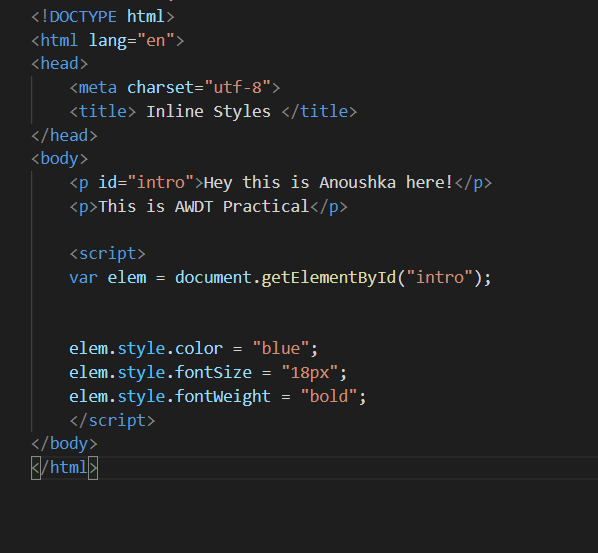 <!DOCTYPE html>
<html lang="en">
<head>
    <meta charset="utf-8">
    <title> Inline Styles </title>
</head>
<body>
    <p id="intro">Hey this is Anoushka here!</p>
    <p>This is AWDT Practical</p>

    <script>
    var elem = document.getElementById("intro");


    elem.style.color = "blue";
    elem.style.fontSize = "18px";
    elem.style.fontWeight = "bold";
    </script>
</body>
</html>